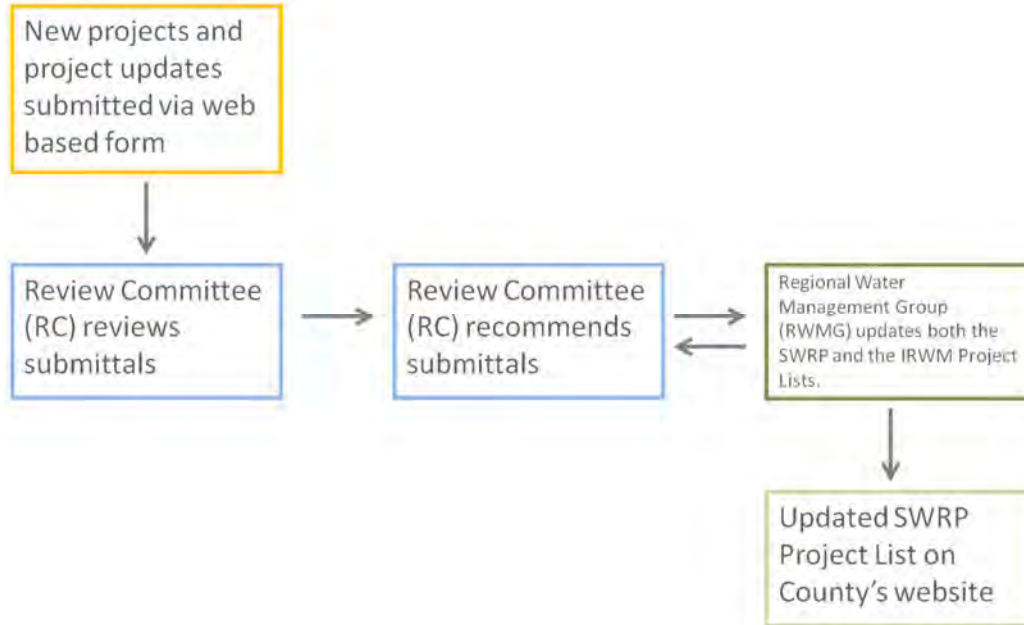 New projects and
project updates
submitted via web
based form
Review Committee
(RC) reviews
submittals
Review Committee
(RC) recommends
submittals
Regional Water
Management Group
(RWMG) updates both the
SWRP and the IRWM Project
Lists.
Updated SWRP
Project List on
County's website